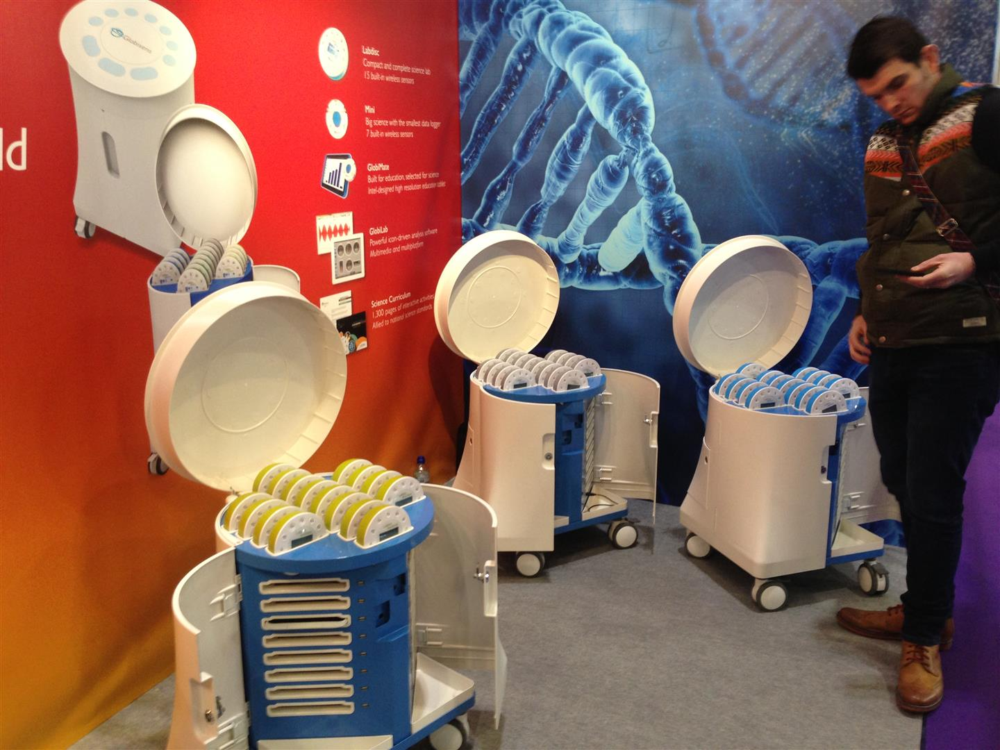 Globisens
ld
Labdisc
Compact and complete science lab
15 built-in wireless sensors
Mini
Big science with the smallest data logger
7 built-in wireless sensors
GlobiMate
Built for education, selected for science
Intel-designed high resolution education tablets
GlobiLab
Powerful icon-driven analysis software
Multimedia and multiplatform
Science Curriculum
1,300 pages of interactive activities
Allied to national science standards